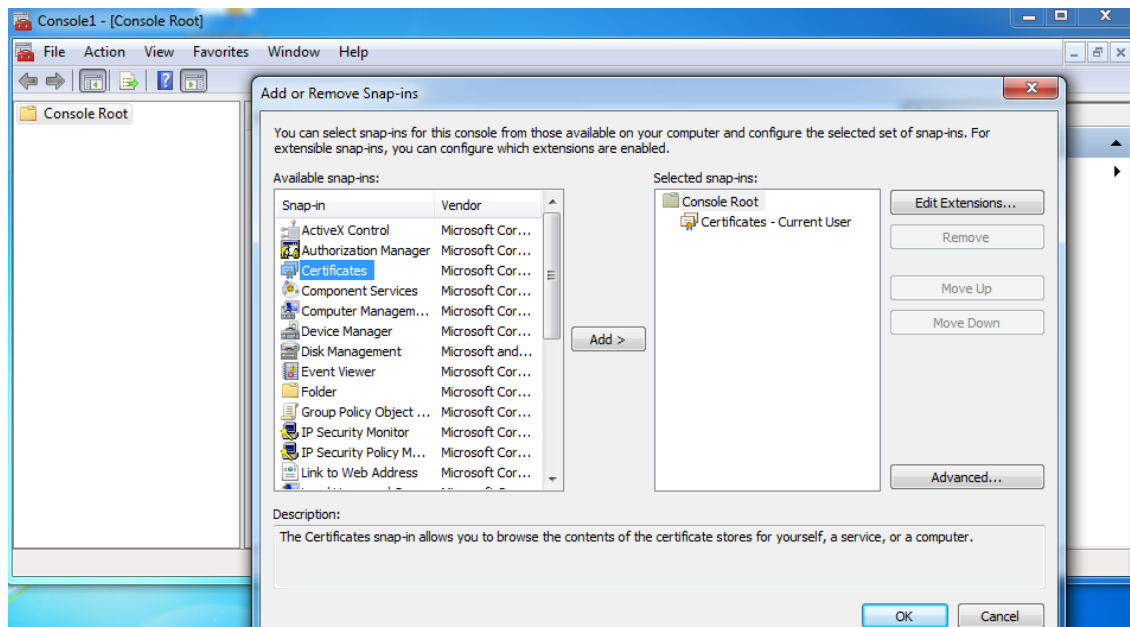 Console1 - [Console Root]
File Action View Favorites Window Help
Console Root
Add or Remove Snap-ins
You can select snap-ins for this console from those available on your computer and configure the selected set of snap-ins. For
extensible snap-ins, you can configure which extensions are enabled.
Available snap-ins:
Snap-in Vendor
ActiveX Control Microsoft Cor...
Authorization Manager Microsoft Cor...
Certificates Microsoft Cor...
Component Services Microsoft Cor...
Computer Managem... Microsoft Cor...
Device Manager Microsoft Cor...
Disk Management Microsoft and...
Event Viewer Microsoft Cor...
Folder Microsoft Cor...
Group Policy Object ... Microsoft Cor...
IP Security Monitor Microsoft Cor...
IP Security Policy M... Microsoft Cor...
Link to Web Address Microsoft Cor...
Add >
Selected snap-ins:
Console Root
Certificates - Current User
Edit Extensions...
Remove
Move Up
Move Down
Advanced...
Description:
The Certificates snap-in allows you to browse the contents of the certificate stores for yourself, a service, or a computer.
OK Cancel